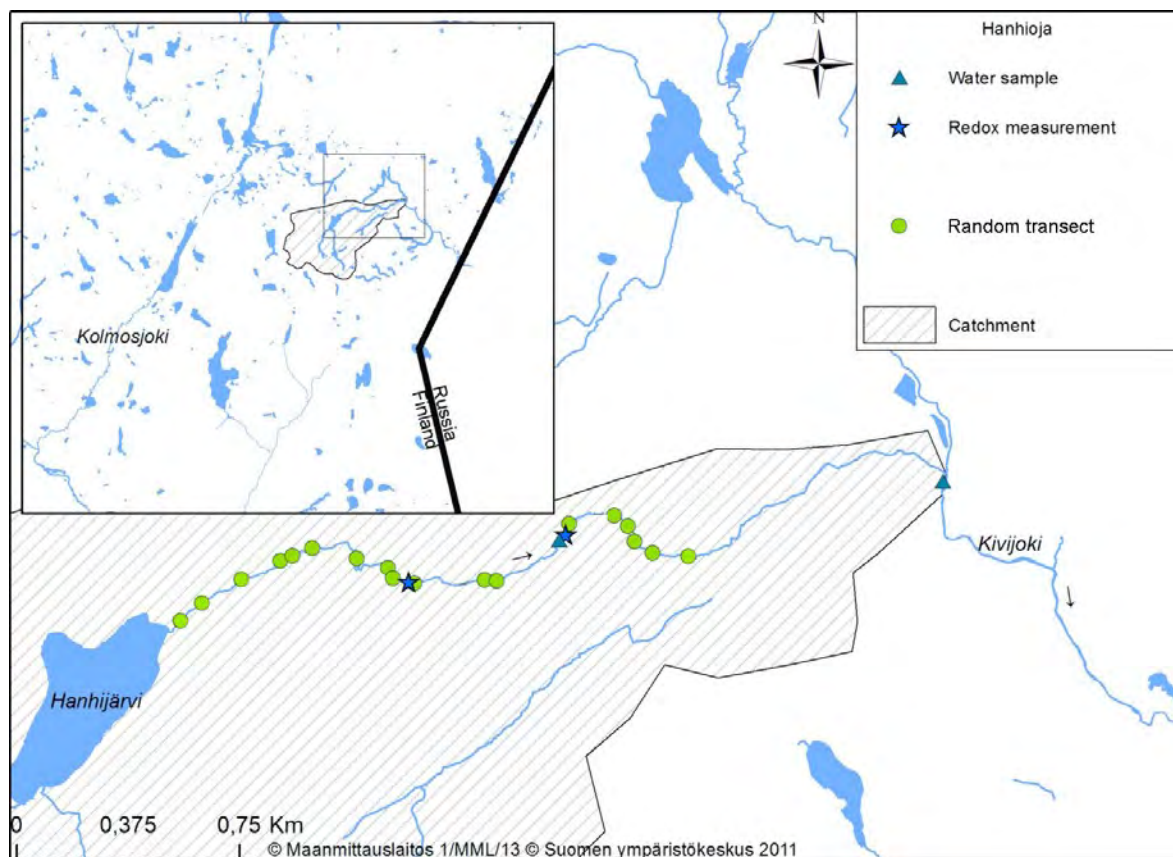 N
Hanhioja
Water sample
Redox measurement
Random transect
Catchment
Kolmosjoki
Russia
Finland
Kivijoki
Hanhijärvi
0 0,375 0,75 Km
© Maanmittauslaitos 1/MML/13 © Suomen ympäristökeskus 2011